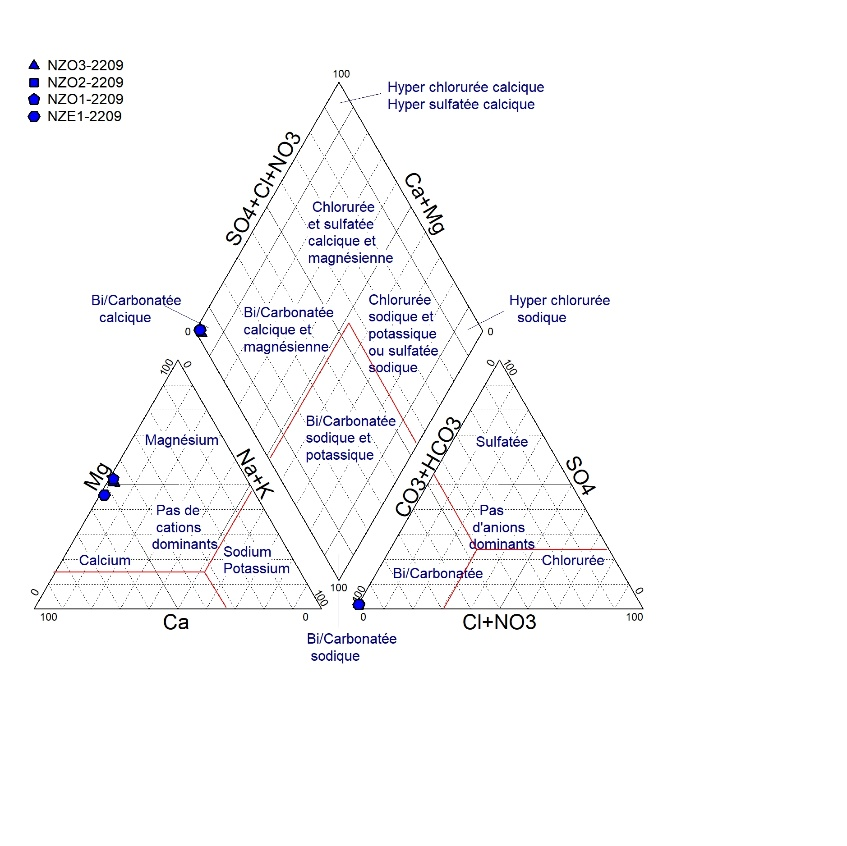 NZO3-2209
NZO2-2209
NZO1-2209
NZE1-2209
100
Hyper chlorurée calcique
Hyper sulfatée calcique
SO4+Cl+NO3
Ca+Mg
Chlorurée
et sulfatée
calcique et
magnésienne
Bi/Carbonatée
calcique
0
Bi/Carbonatée
calcique et
magnésienne
Chlorurée
sodique et
potassique
ou sulfatée
sodique
Hyper chlorurée
sodique
0
100
0
0
100
Magnésium
Mg
Na+K
Pas de
cations
dominants
Calcium
Sodium
Potassium
Bi/Carbonatée
sodique et
potassique
CO3+HCO3
Sulfatée
SO4
Pas
d'anions
dominants
Bi/Carbonatée
Chlorurée
0
100
Ca
0
100
100
100
0
Cl+NO3
100
0
Bi/Carbonatée
sodique